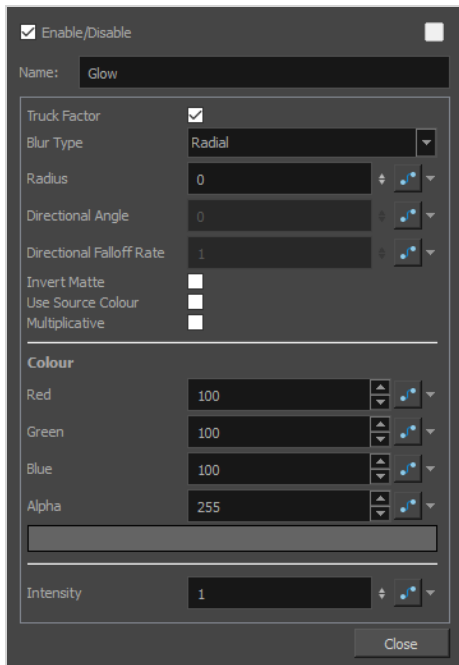 Enable/Disable
Name: Glow
Truck Factor
Blur Type Radial
Radius 0
Directional Angle 0
Directional Falloff Rate 1
Invert Matte
Use Source Colour
Multiplicative
Colour
Red 100
Green 100
Blue 100
Alpha 255
Intensity 1
Close